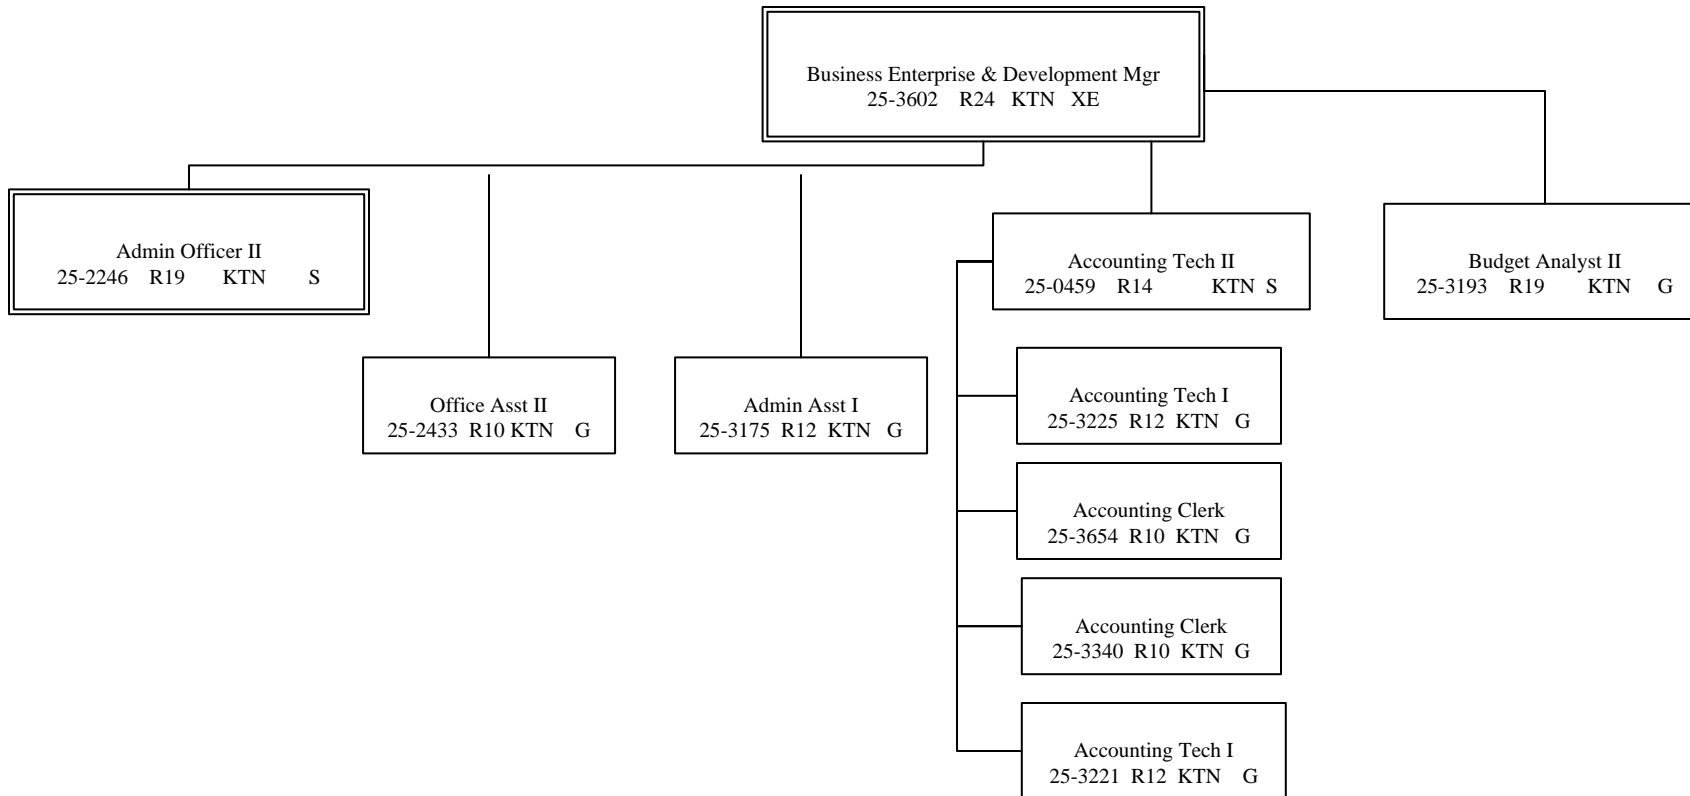 Business Enterprise & Development Mgr
25-3602 R24 KTN XE
Admin Officer II
25-2246 R19 KTN S
Accounting Tech II
25-0459 R14 KTN S
Budget Analyst II
25-3193 R19 KTN G
Office Asst II
25-2433 R10 KTN G
Admin Asst I
25-3175 R12 KTN G
Accounting Tech I
25-3225 R12 KTN G
Accounting Clerk
25-3654 R10 KTN G
Accounting Clerk
25-3340 R10 KTN G
Accounting Tech I
25-3221 R12 KTN G